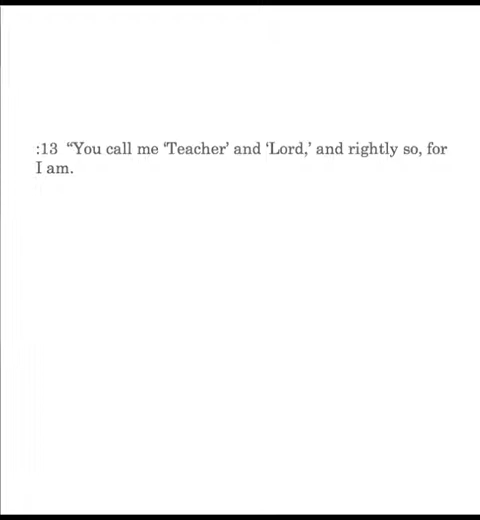 :13 “You call me ‘Teacher’ and ‘Lord,’ and rightly so, for
I am.